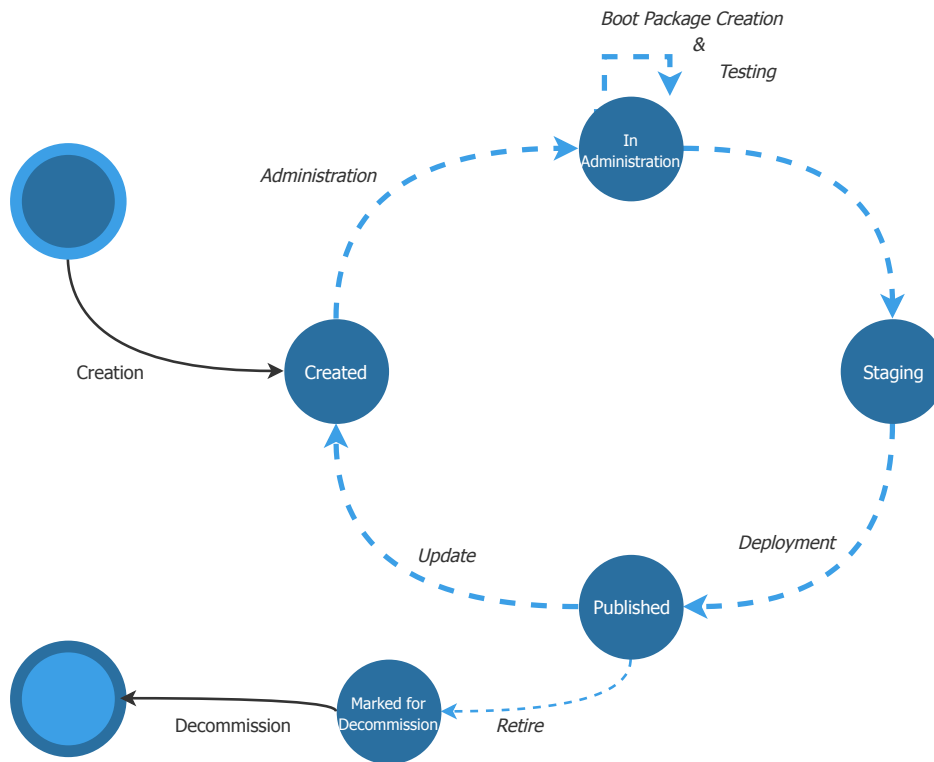 Boot Package Creation
&
Testing
In
Administration
Administration
Creation
Created
Staging
Update
Deployment
Published
Marked for
Decommission
Decommission
Retire